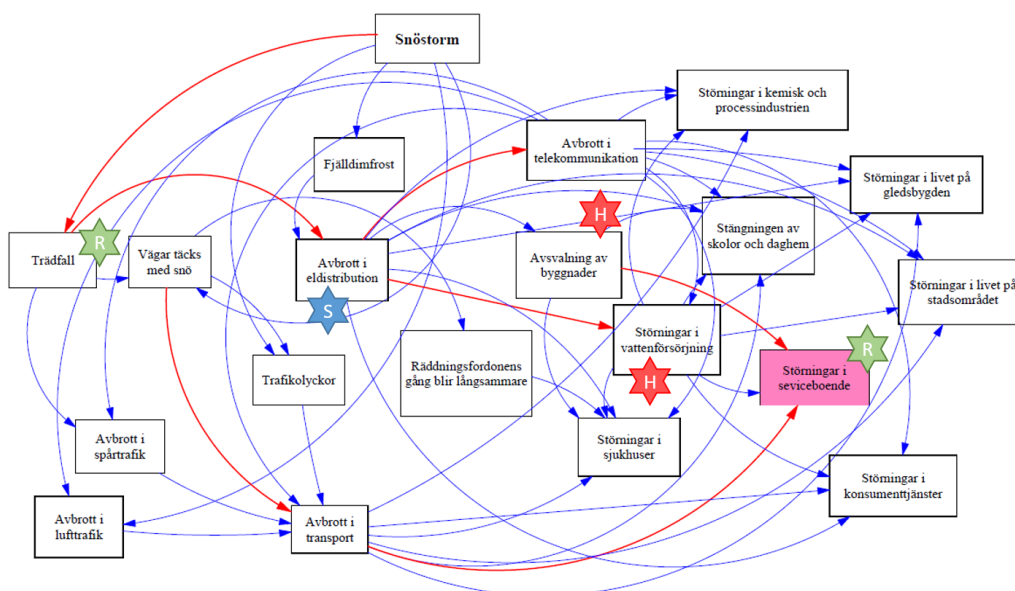 Snöstorm
Störningar i kemisk och
processindustrien
Avbrott i
telekommunikation
Fjälldimfrost
Störningar i livet på
gledsbygden
H
Stängningen av
skolor och daghem
R
Trädfall
Vägar täcks
med snö
Avbrott i
eldistribution
S
Avsvalning av
byggnader
Störningar i livet på
stadsområdet
Störningar i
vattenförsörjning
H
R
Störningar i
seviceboende
Trafikolyckor
Räddningsfordonens
gång blir långsammare
Avbrott i
spårtrafik
Störningar i
sjukhuser
Störningar i
konsumenttjänster
Avbrott i
lufttrafik
Avbrott i
transport